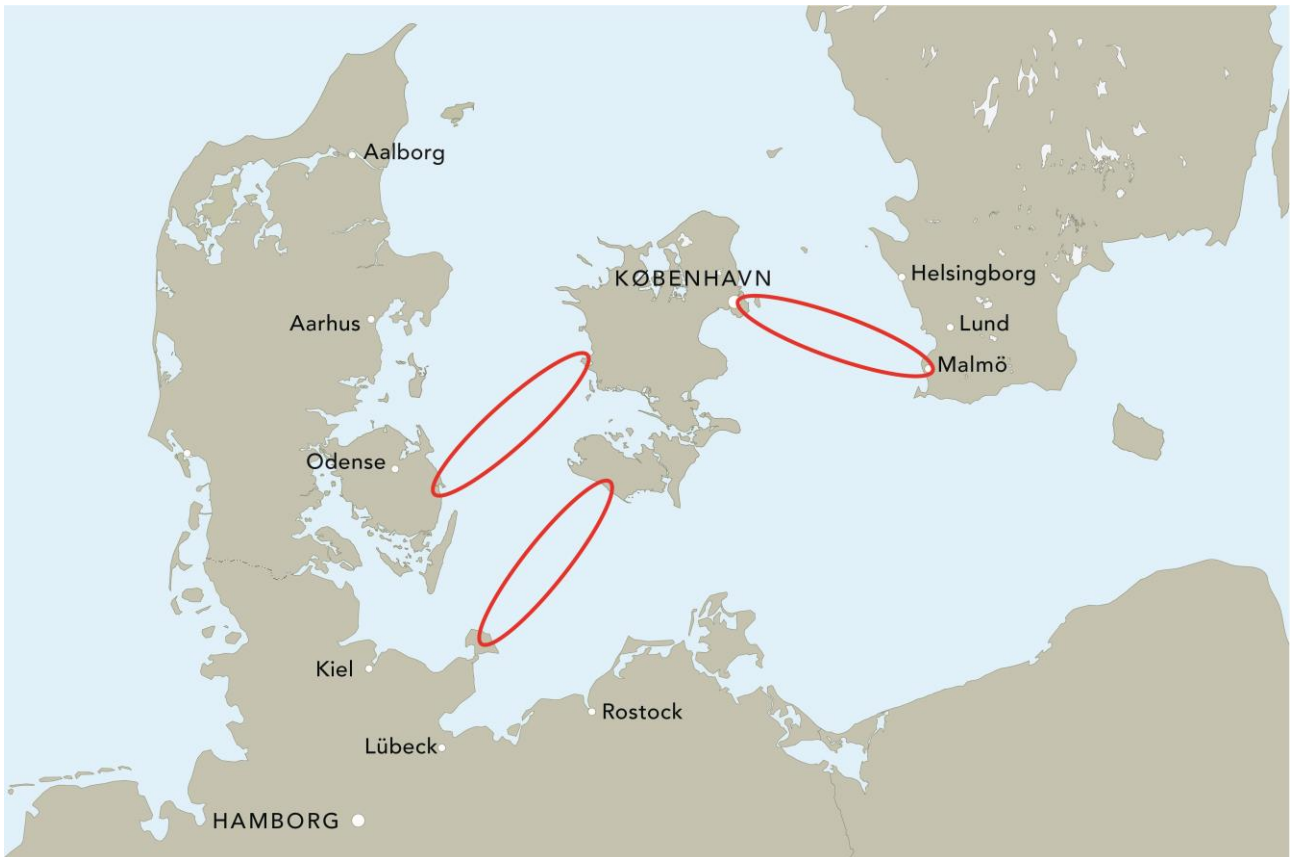 Aalborg
KØBENHAVN
Helsingborg
Aarhus
Lund
Malmö
Odense
Kiel
Rostock
Lübeck
HAMBORG